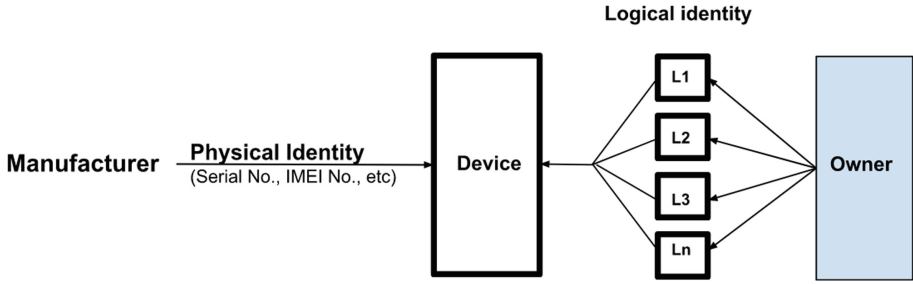 Logical identity
L1
L2
L3
Ln
Manufacturer
Physical Identity
(Serial No., IMEI No., etc)
Device
Owner